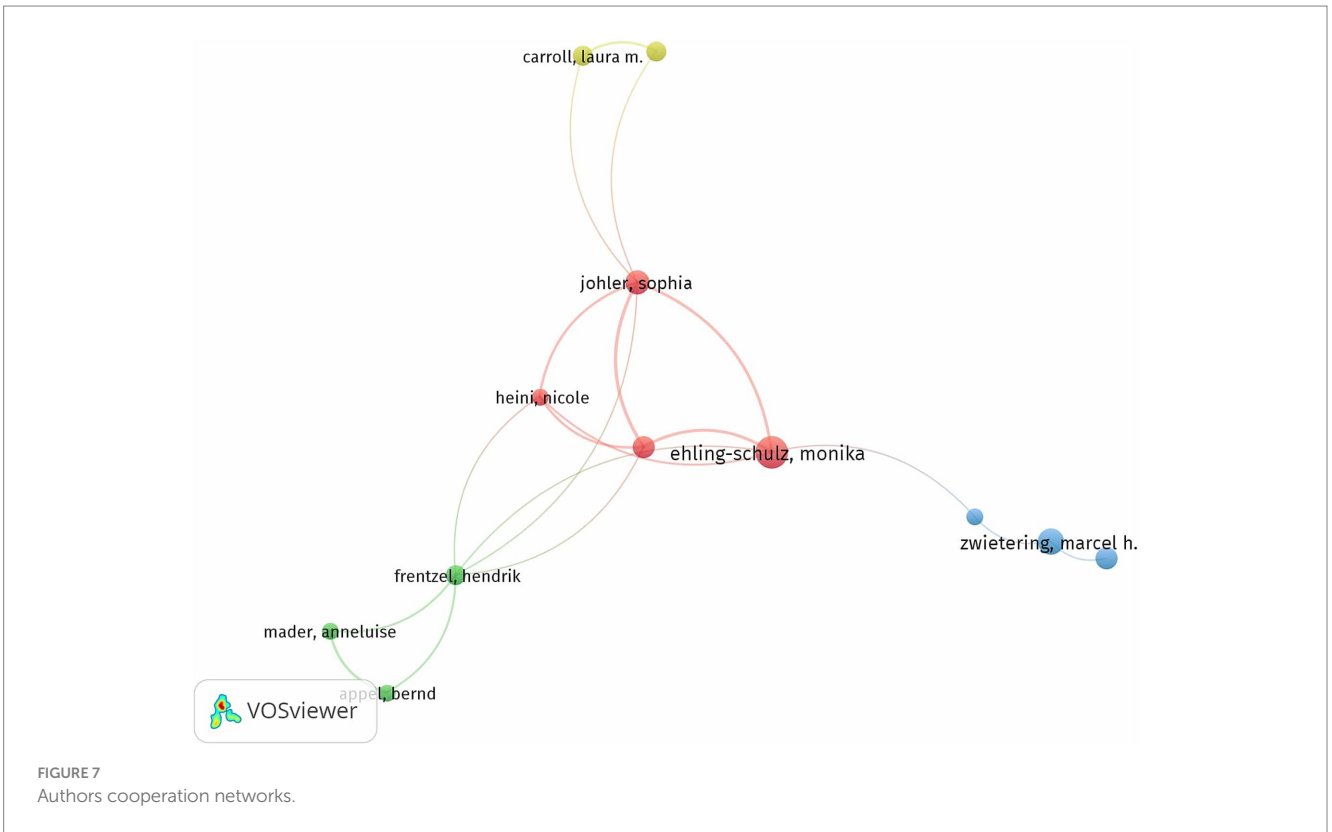 carroll, laura m.
johler, sophia
heini, nicole
ehling-schulz, monika
zwietering, marcel h.
frentzel, hendrik
mader, anneluise
appel, bernd
VOSviewer
FIGURE 7
Authors cooperation networks.